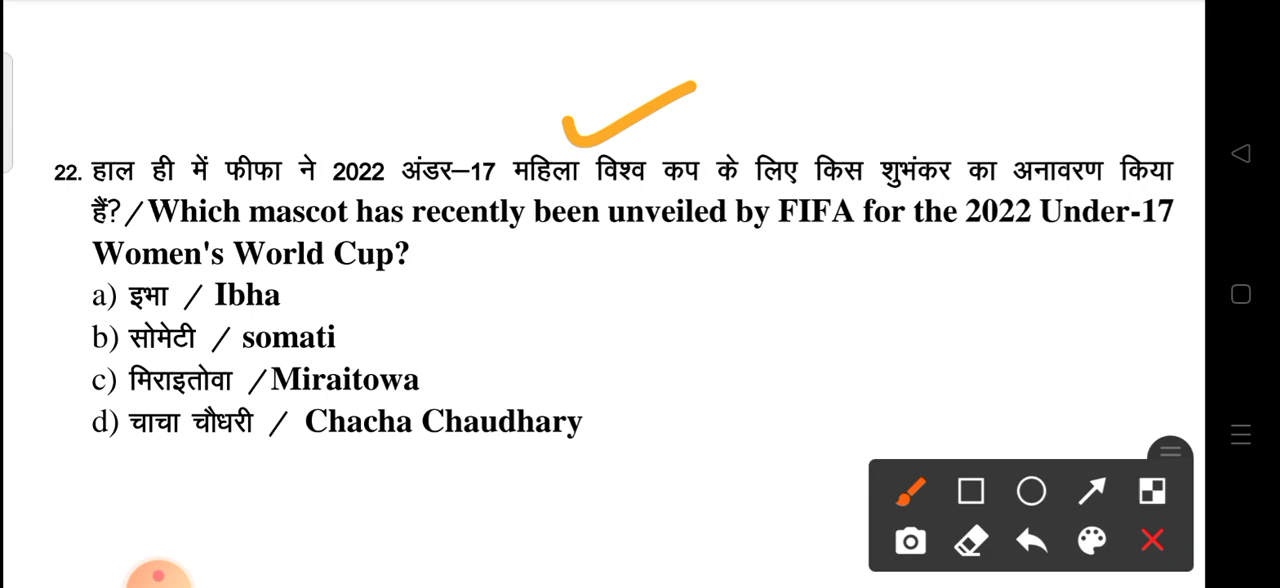 22. हाल ही में फीफा ने 2022 अंडर–17 महिला विश्व कप के लिए किस शुभंकर का अनावरण किया
हैं? / Which mascot has recently been unveiled by FIFA for the 2022 Under-17
Women's World Cup?
a) इभा / Ibha
b) सोमेटी / somati
c) मिराइतोवा /Miraitowa
d) चाचा चौधरी / Chacha Chaudhary